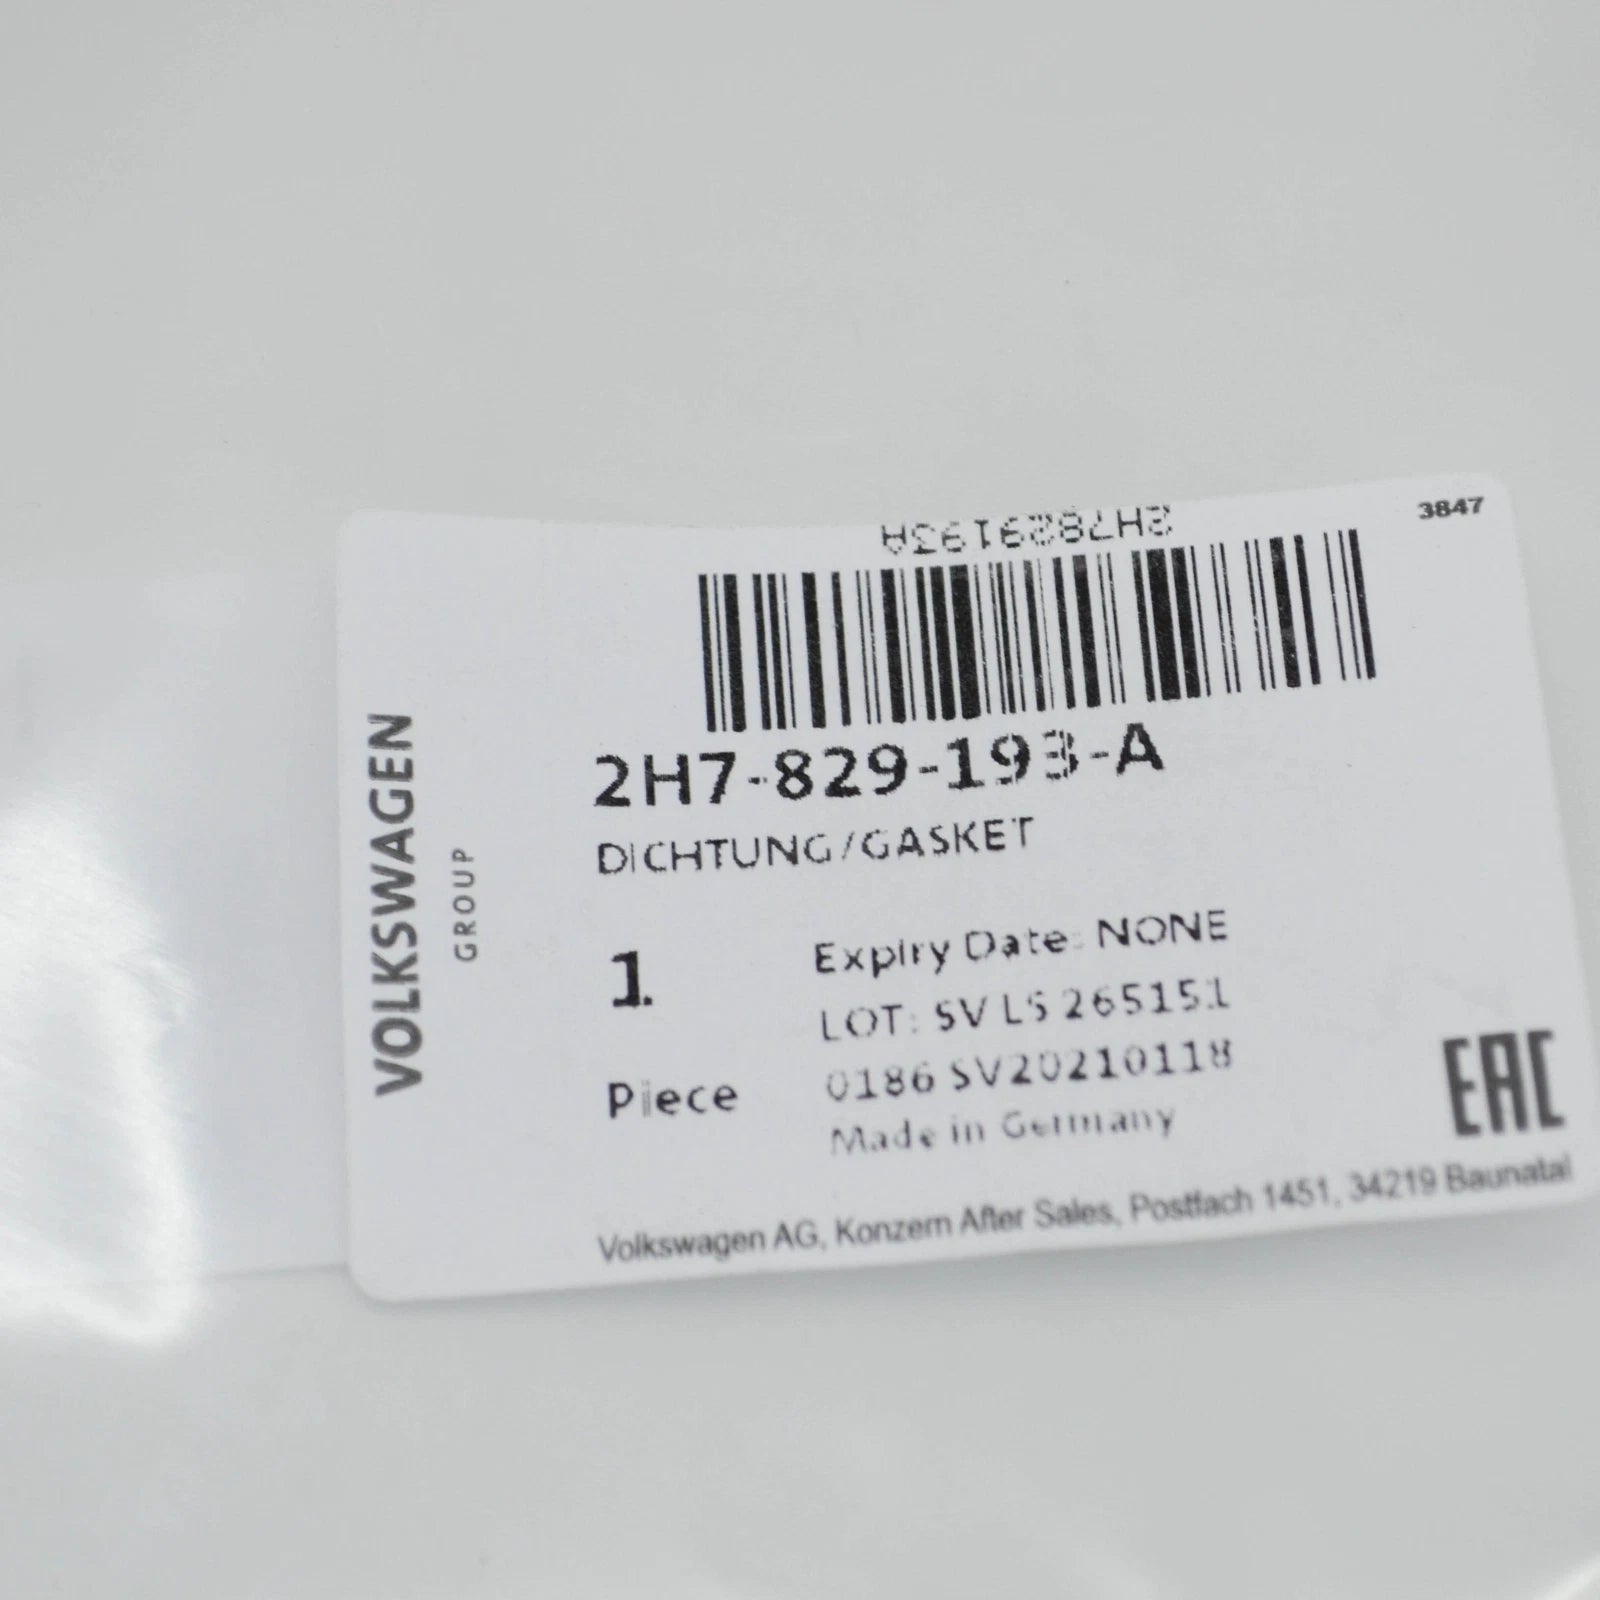 3847
2H7829193A
2H7-829-193-A
DICHTUNG/GASKET
VOLKSWAGEN
GROUP
1
Piece
Expiry Date: NONE
LOT: SV LS 265151
0186 SV20210118
Made in Germany
EAC
Volkswagen AG, Konzern After Sales, Postfach 1451, 34219 Baunatal